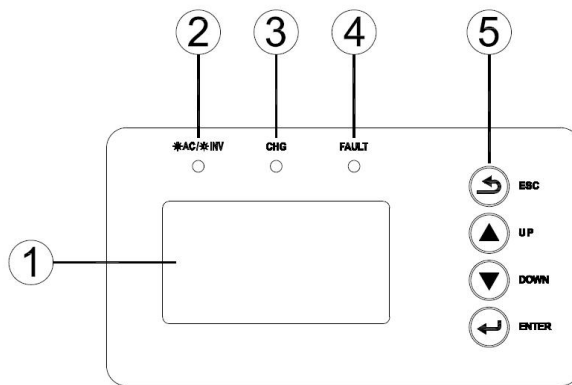 2 3 4 5
☀AC/☀INV CHG FAULT
ESC
UP
1
DOWN
ENTER